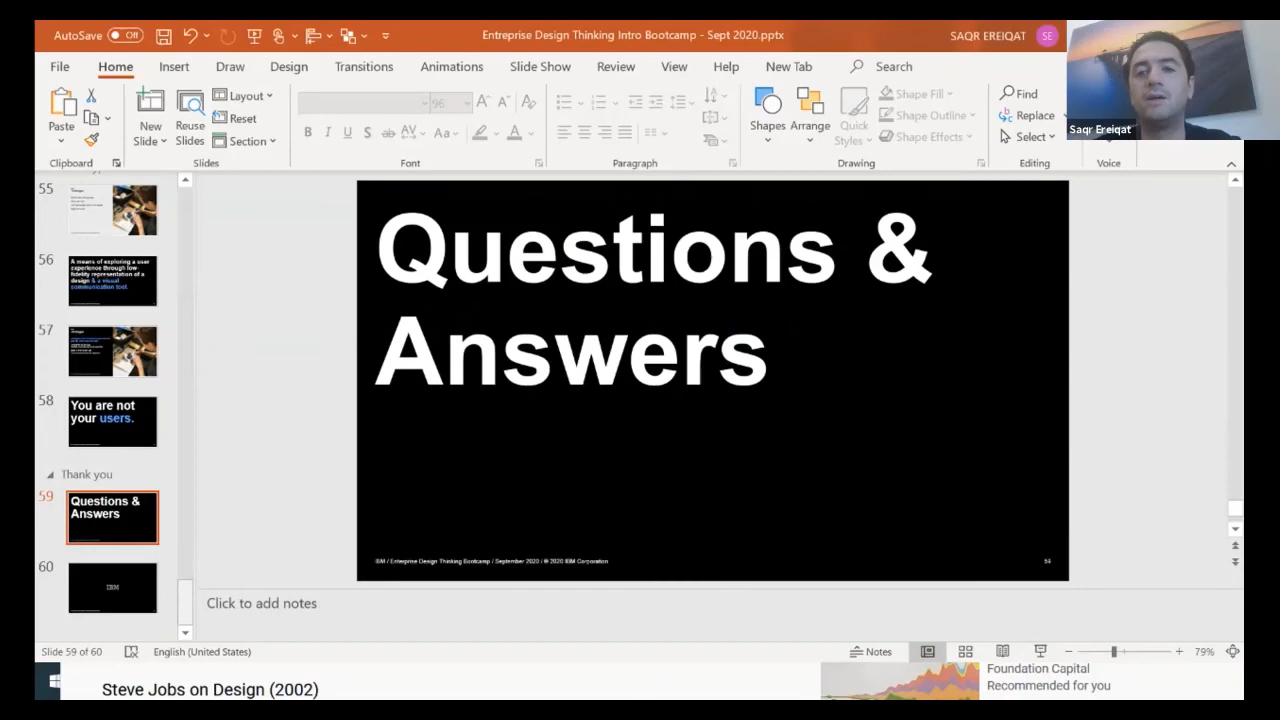 AutoSave Off
Entreprise Design Thinking Intro Bootcamp - Sept 2020.pptx
SAQR EREIQAT SE
File Home Insert Draw Design Transitions Animations Slide Show Review View Help New Tab Search
Paste
Clipboard
New Slide
Reuse Slides
Layout
Reset
Section
Slides
96
Font
Paragraph
Shapes
Arrange
Quick Styles
Shape Fill
Shape Outline
Shape Effects
Drawing
Find
Replace
Select
Editing
Voice
Saqr Ereiqat
55
56
A means of exploring a user
experience through low-
fidelity representation of a
design & a visual
communication tool.
57
58
You are not
your users.
Thank you
59
Questions &
Answers
60
IBM
Questions &
Answers
IBM / Enterprise Design Thinking Bootcamp / September 2020 / © 2020 IBM Corporation
Click to add notes
Slide 59 of 60
English (United States)
Notes
79%
Steve Jobs on Design (2002)
Foundation Capital
Recommended for you